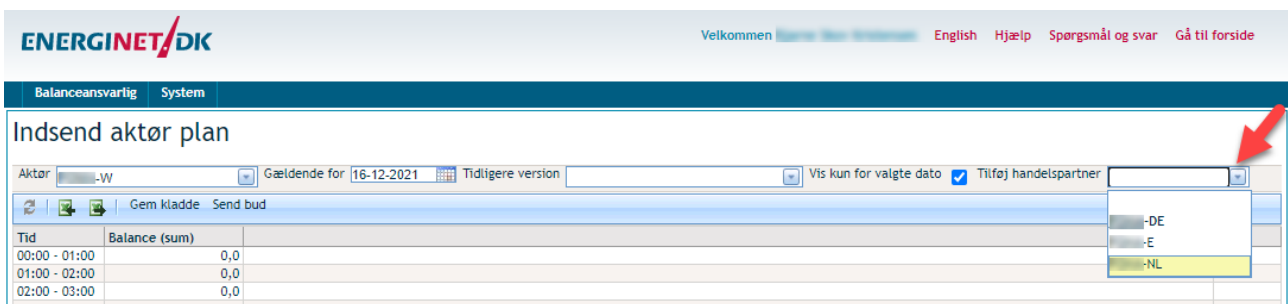 ENERGINET/DK
Velkommen English Hjælp Spørgsmål og svar Gå til forside
Balanceansvarlig System
Indsend aktør plan
Aktør -W Gældende for 16-12-2021 Tidligere version Vis kun for valgte dato Tilføj handelspartner
Gem kladde Send bud
-DE
-E
-NL
Tid Balance (sum)
00:00 - 01:00 0,0
01:00 - 02:00 0,0
02:00 - 03:00 0,0